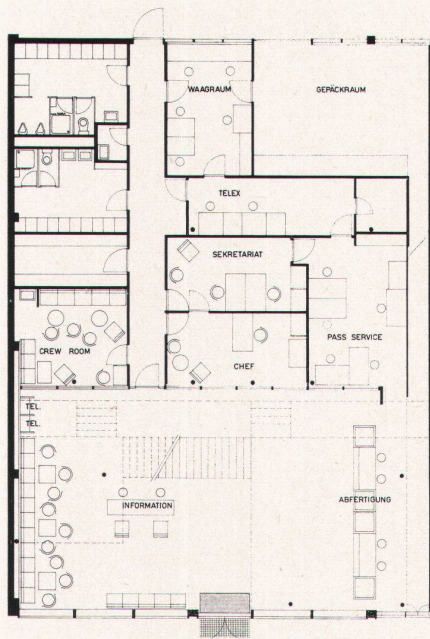 WAAGRAUM
GEPÄCKRAUM
TELEX
SEKRETARIAT
CREW ROOM
CHEF
PASS SERVICE
TEL.
TEL.
INFORMATION
ABFERTIGUNG